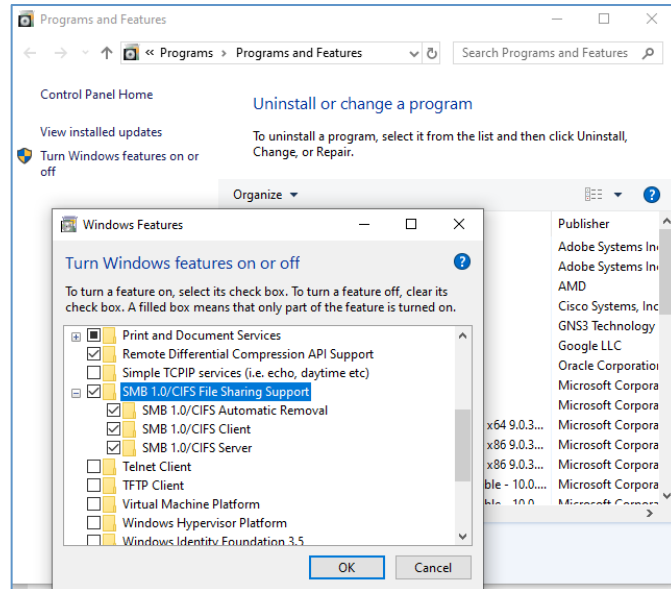 Programs and Features
« Programs > Programs and Features
Search Programs and Features
Control Panel Home
View installed updates
Turn Windows features on or
off
Uninstall or change a program
To uninstall a program, select it from the list and then click Uninstall,
Change, or Repair.
Organize
Publisher
Adobe Systems In
Adobe Systems In
AMD
Cisco Systems, Inc
GNS3 Technology
Google LLC
Oracle Corporation
Microsoft Corpora
Microsoft Corpora
x64 9.0.3... Microsoft Corpora
x86 9.0.3... Microsoft Corpora
x86 9.0.3... Microsoft Corpora
ble - 10.0.... Microsoft Corpora
ble - 10.0 Microsoft Corpora
Windows Features
Turn Windows features on or off
To turn a feature on, select its check box. To turn a feature off, clear its
check box. A filled box means that only part of the feature is turned on.
Print and Document Services
Remote Differential Compression API Support
Simple TCPIP services (i.e. echo, daytime etc)
SMB 1.0/CIFS File Sharing Support
SMB 1.0/CIFS Automatic Removal
SMB 1.0/CIFS Client
SMB 1.0/CIFS Server
Telnet Client
TFTP Client
Virtual Machine Platform
Windows Hypervisor Platform
Windows Identity Foundation 3.5
OK Cancel